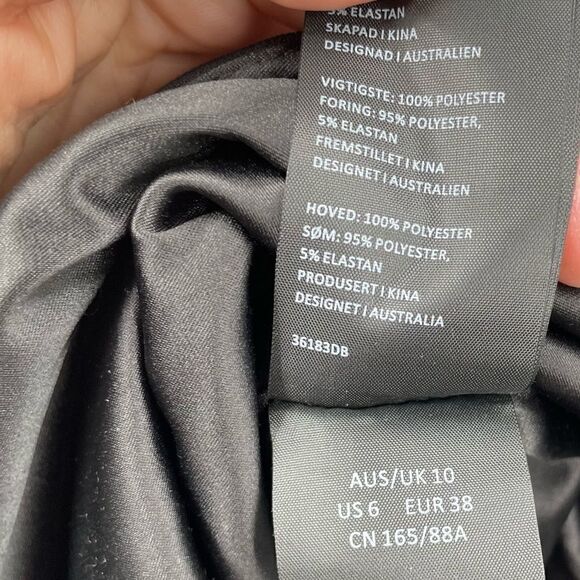 5% ELASTAN
SKAPAD I KINA
DESIGNAD I AUSTRALIEN
VIGTIGSTE: 100% POLYESTER
FORING: 95% POLYESTER,
5% ELASTAN
FREMSTILLET I KINA
DESIGNET I AUSTRALIEN
HOVED: 100% POLYESTER
SØM: 95% POLYESTER,
5% ELASTAN
PRODUSERT I KINA
DESIGNET I AUSTRALIA
36183DB
AUS/UK 10
US 6 EUR 38
CN 165/88A